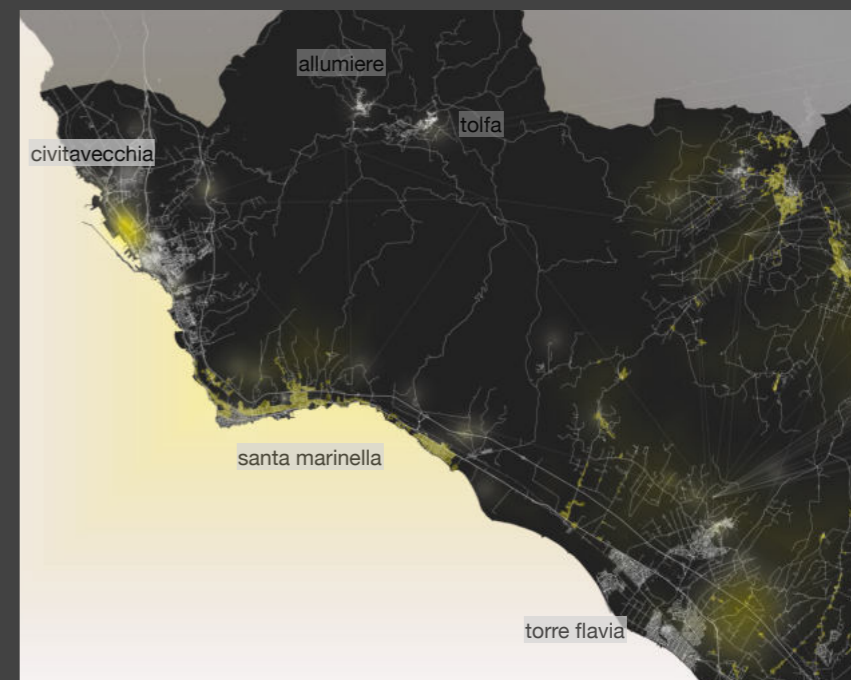 allumiere
tolfa
civitavecchia
santa marinella
torre flavia